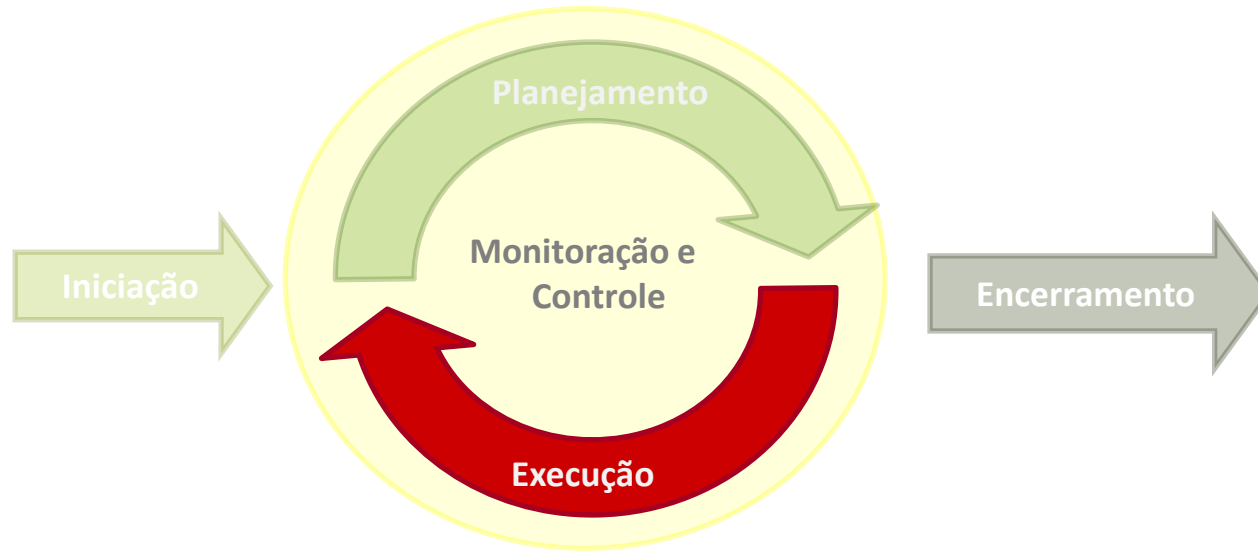 Planejamento
Iniciação
Monitoração e
Controle
Encerramento
Execução